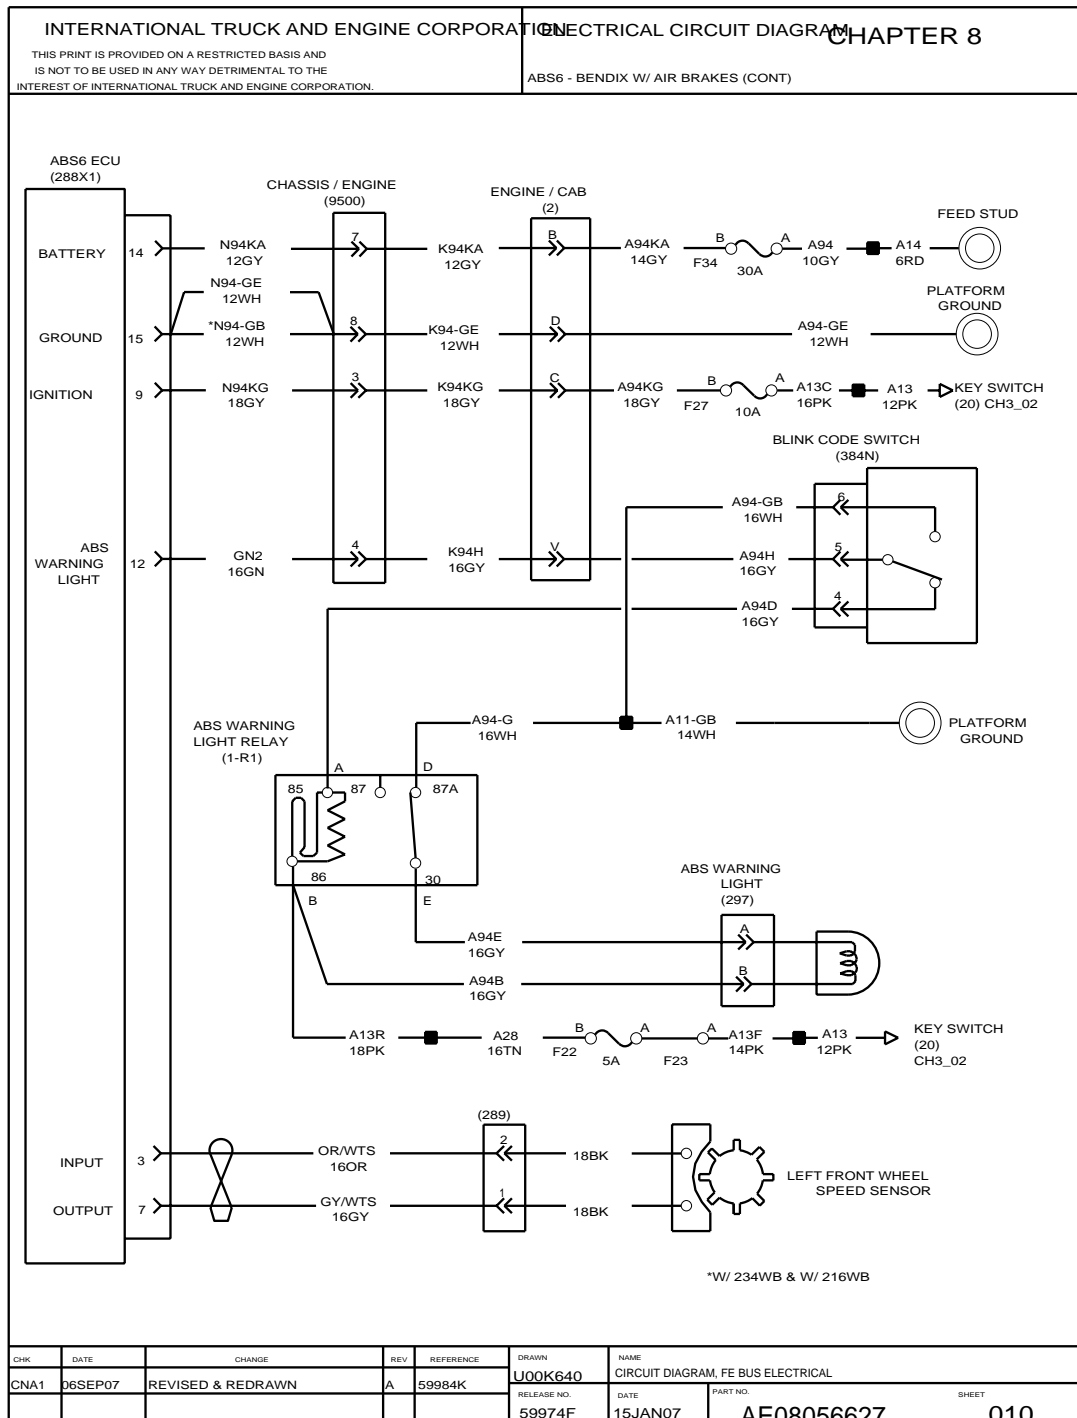 INTERNATIONAL TRUCK AND ENGINE CORPORATION
ELECTRICAL CIRCUIT DIAGRAM
CHAPTER 8
THIS PRINT IS PROVIDED ON A RESTRICTED BASIS AND
IS NOT TO BE USED IN ANY WAY DETRIMENTAL TO THE
INTEREST OF INTERNATIONAL TRUCK AND ENGINE CORPORATION.
ABS6 - BENDIX W/ AIR BRAKES (CONT)
ABS6 ECU
(288X1)
CHASSIS / ENGINE
(9500)
ENGINE / CAB
(2)
FEED STUD
BATTERY
14
N94KA
12GY
7
K94KA
12GY
B
A94KA
14GY
B
F34
30A
A
A94
10GY
A14
6RD
N94-GE
12WH
PLATFORM
GROUND
GROUND
15
*N94-GB
12WH
8
K94-GE
12WH
D
A94-GE
12WH
IGNITION
9
N94KG
18GY
3
K94KG
18GY
C
A94KG
18GY
B
F27
10A
A
A13C
16PK
A13
12PK
KEY SWITCH
(20) CH3_02
BLINK CODE SWITCH
(384N)
A94-GB
16WH
6
ABS
WARNING
LIGHT
12
GN2
16GN
4
K94H
16GY
V
A94H
16GY
5
A94D
16GY
4
ABS WARNING
LIGHT RELAY
(1-R1)
A94-G
16WH
A11-GB
14WH
PLATFORM
GROUND
A
D
85
87
87A
86
30
B
E
ABS WARNING
LIGHT
(297)
A94E
16GY
A
A94B
16GY
B
A13R
18PK
A28
16TN
B
F22
5A
A
F23
A
A13F
14PK
A13
12PK
KEY SWITCH
(20)
CH3_02
(289)
INPUT
3
OR/WTS
16OR
2
18BK
LEFT FRONT WHEEL
SPEED SENSOR
OUTPUT
7
GY/WTS
16GY
1
18BK
*W/ 234WB & W/ 216WB
CHK
DATE
CHANGE
REV
REFERENCE
DRAWN
NAME
CNA1
06SEP07
REVISED & REDRAWN
A
59984K
U00K640
CIRCUIT DIAGRAM, FE BUS ELECTRICAL
RELEASE NO.
DATE
PART NO.
SHEET
15JAN07
AE08056627
010